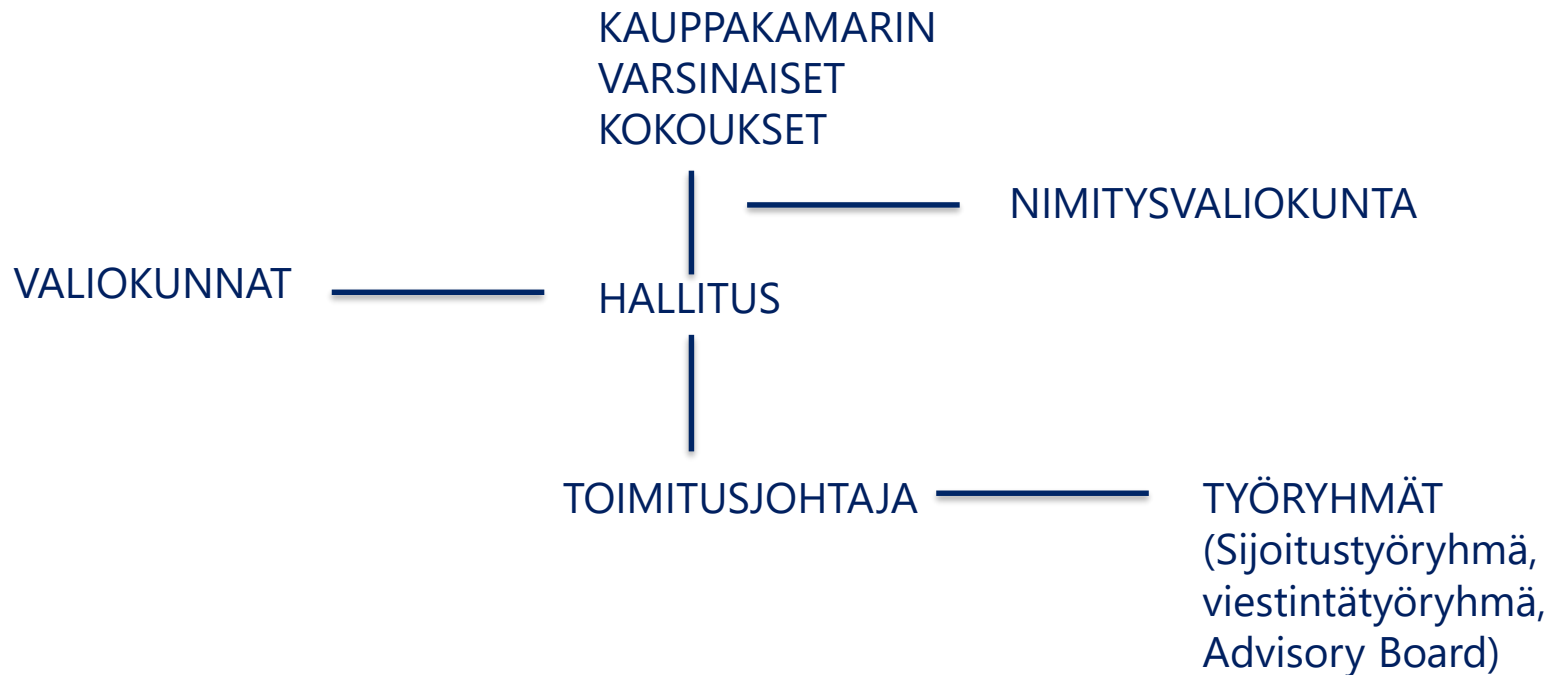 KAUPPAKAMARIN
VARSINAISET
KOKOUKSET
NIMITYSVALIOKUNTA
VALIOKUNNAT
HALLITUS
TOIMITUSJOHTAJA
TYÖRYHMÄT
(Sijoitustyöryhmä,
viestintätyöryhmä,
Advisory Board)